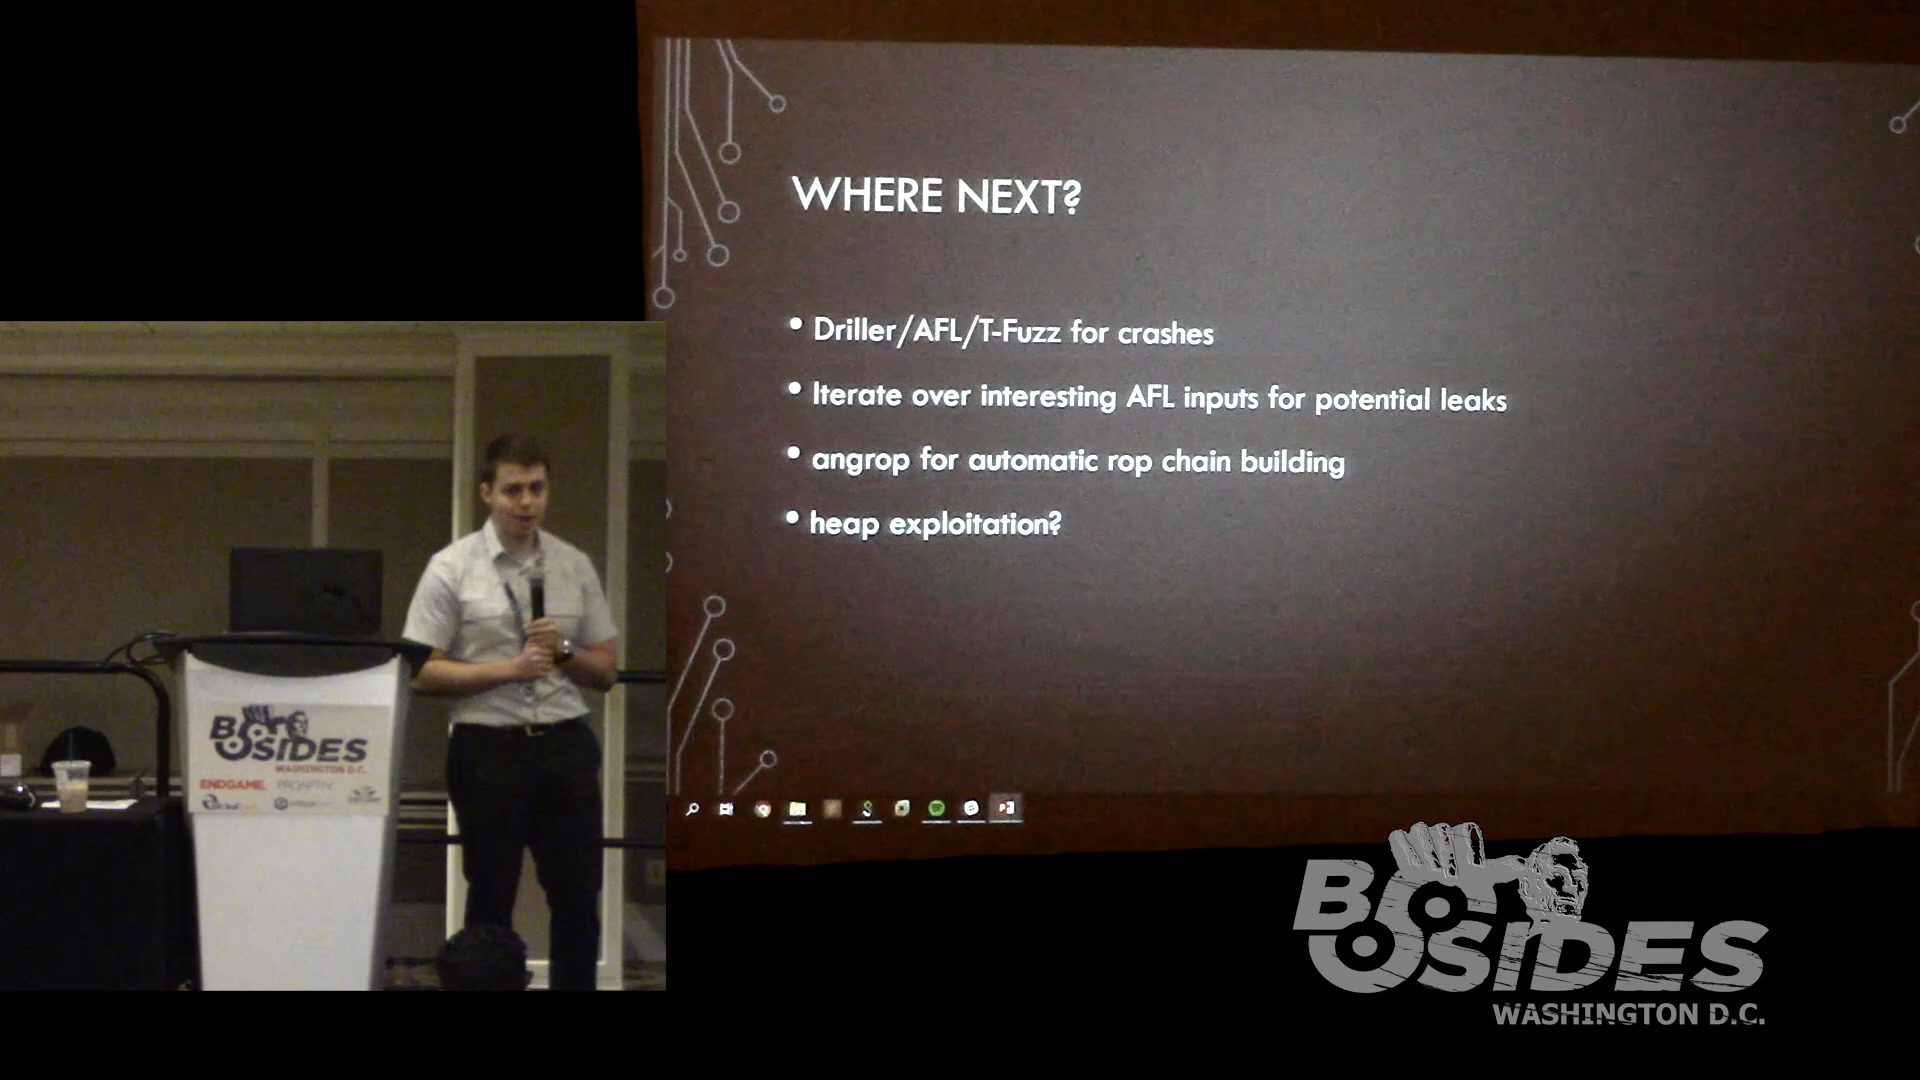 WHERE NEXT?
• Driller/AFL/T-Fuzz for crashes
• Iterate over interesting AFL inputs for potential leaks
• angrop for automatic rop chain building
• heap exploitation?
BSIDES
WASHINGTON D.C.
ENDGAME.
BSIDES
WASHINGTON D.C.